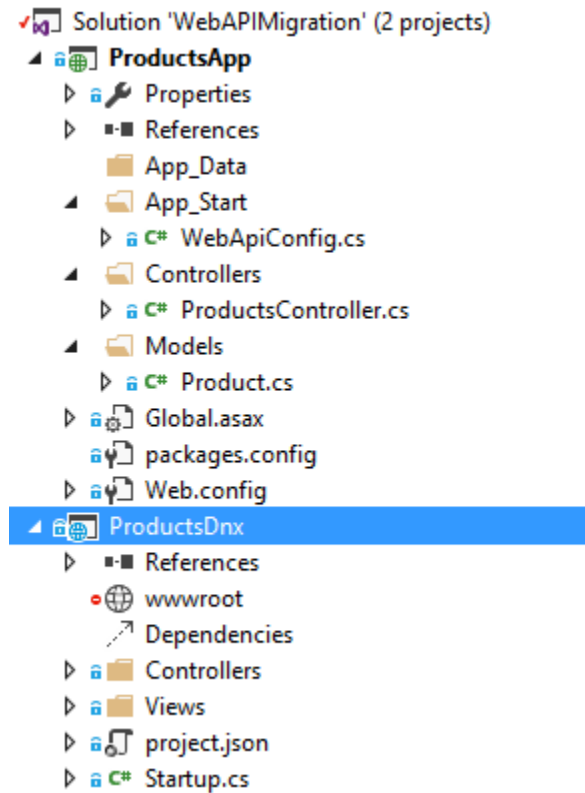 Solution 'WebAPIMigration' (2 projects)
ProductsApp
Properties
References
App_Data
App_Start
C# WebApiConfig.cs
Controllers
C# ProductsController.cs
Models
C# Product.cs
Global.asax
packages.config
Web.config
ProductsDnx
References
wwwroot
Dependencies
Controllers
Views
project.json
C# Startup.cs